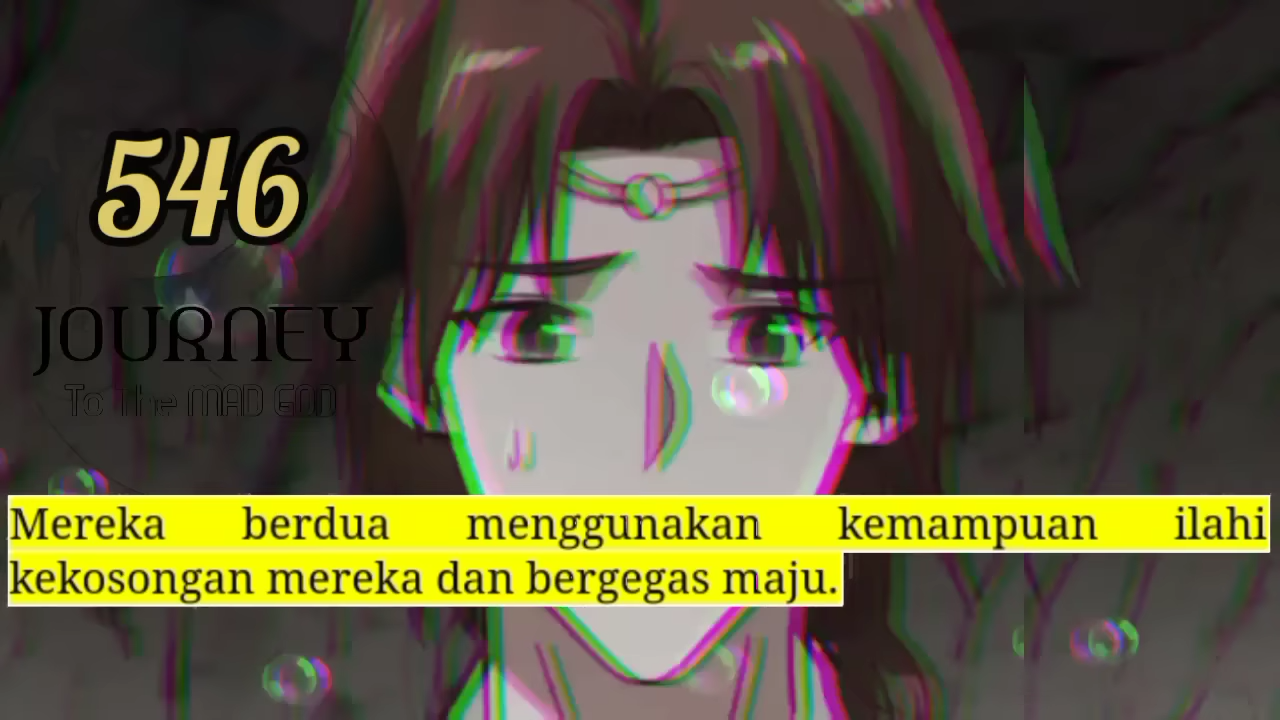 546
JOURNEY
To The MAD GOD
Mereka berdua menggunakan kemampuan ilahi
kekosongan mereka dan bergegas maju.